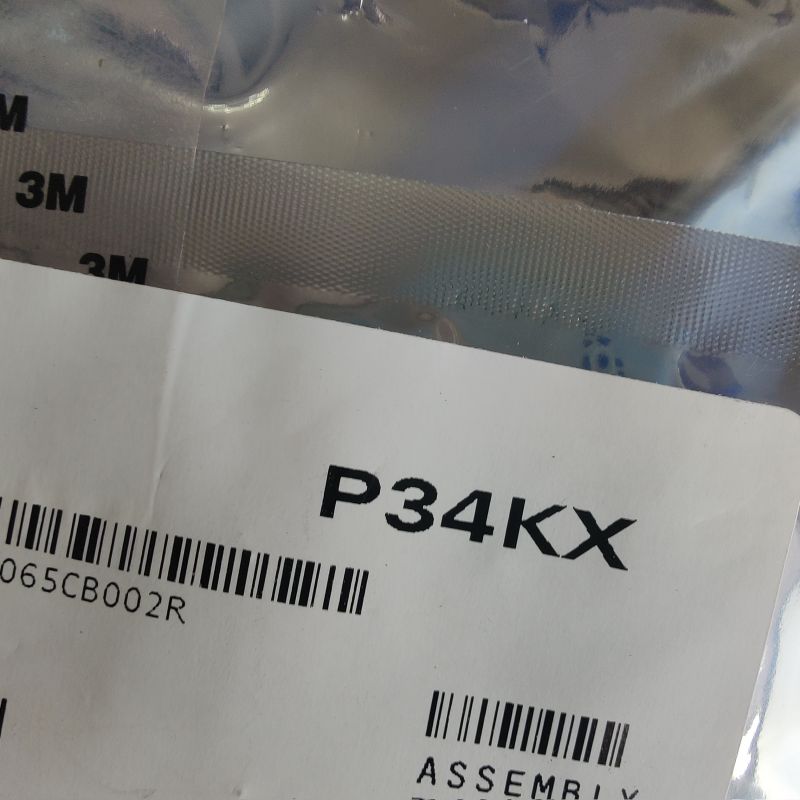 3M
3M
P34KX
065CB002R
ASSEMBLY